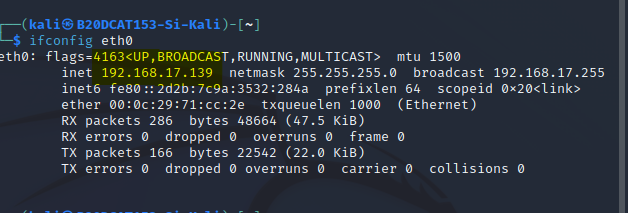 ┌──(kali㉿B20DCAT153-Si-Kali)-[~]
└─$ ifconfig eth0
eth0: flags=4163<UP,BROADCAST,RUNNING,MULTICAST>  mtu 1500
        inet 192.168.17.139  netmask 255.255.255.0  broadcast 192.168.17.255
        inet6 fe80::2d2b:7c9a:3532:284a  prefixlen 64  scopeid 0×20<link>
        ether 00:0c:29:71:cc:2e  txqueuelen 1000  (Ethernet)
        RX packets 286  bytes 48664 (47.5 KiB)
        RX errors 0  dropped 0  overruns 0  frame 0
        TX packets 166  bytes 22542 (22.0 KiB)
        TX errors 0  dropped 0 overruns 0  carrier 0  collisions 0